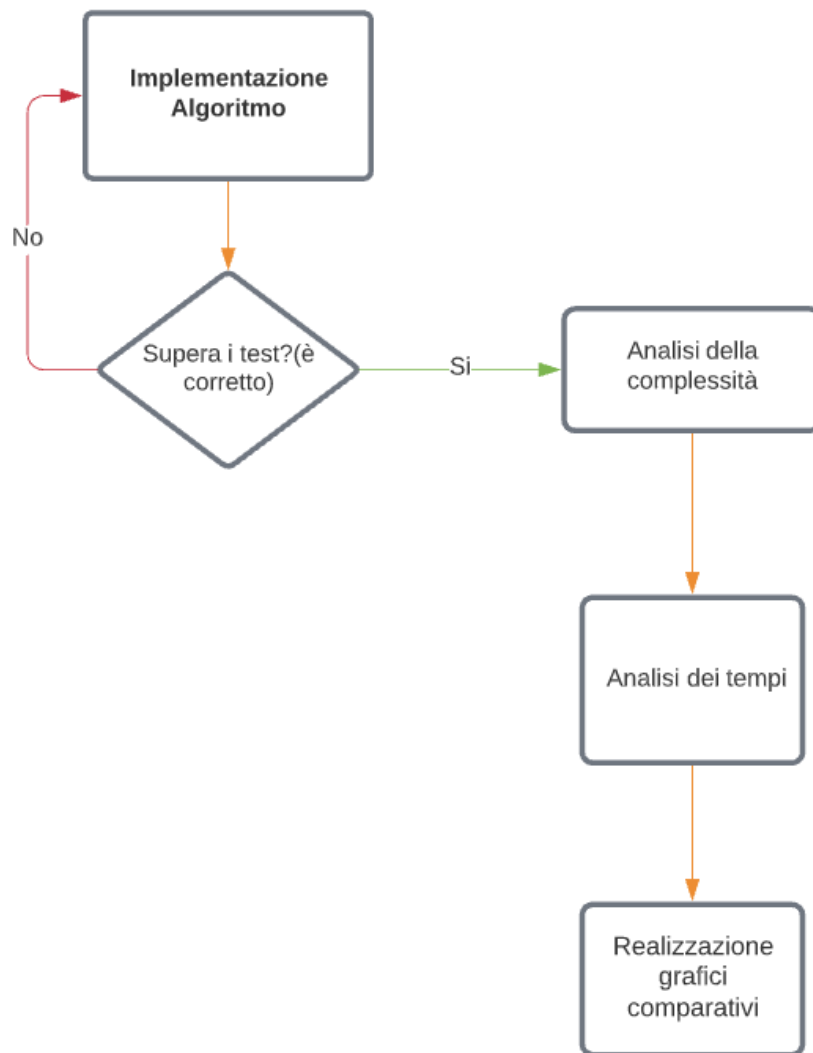 Implementazione
Algoritmo
No
Supera i test?(è
corretto)
Si
Analisi della
complessità
Analisi dei tempi
Realizzazione
grafici
comparativi